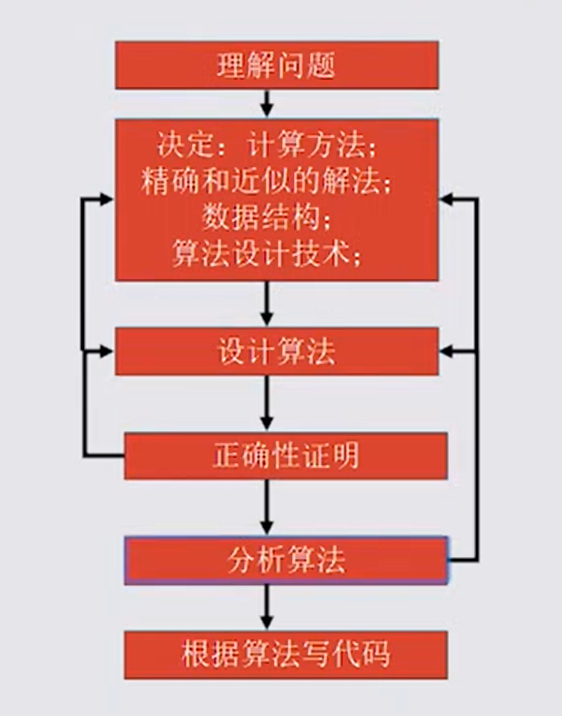 理解问题
决定：计算方法；
精确和近似的解法；
数据结构；
算法设计技术；
设计算法
正确性证明
分析算法
根据算法写代码